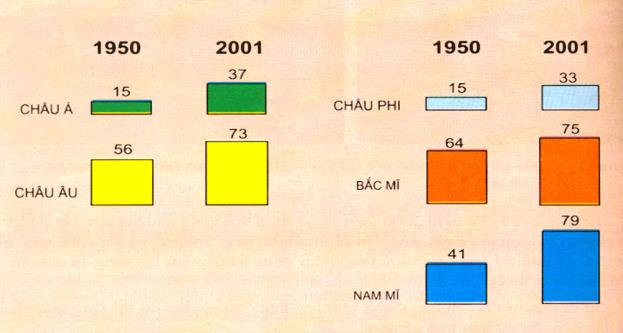 1950 2001
15 37
CHÂU Á
56 73
CHÂU ÂU
1950 2001
15 33
CHÂU PHI
64 75
BẮC MĨ
41 79
NAM MĨ